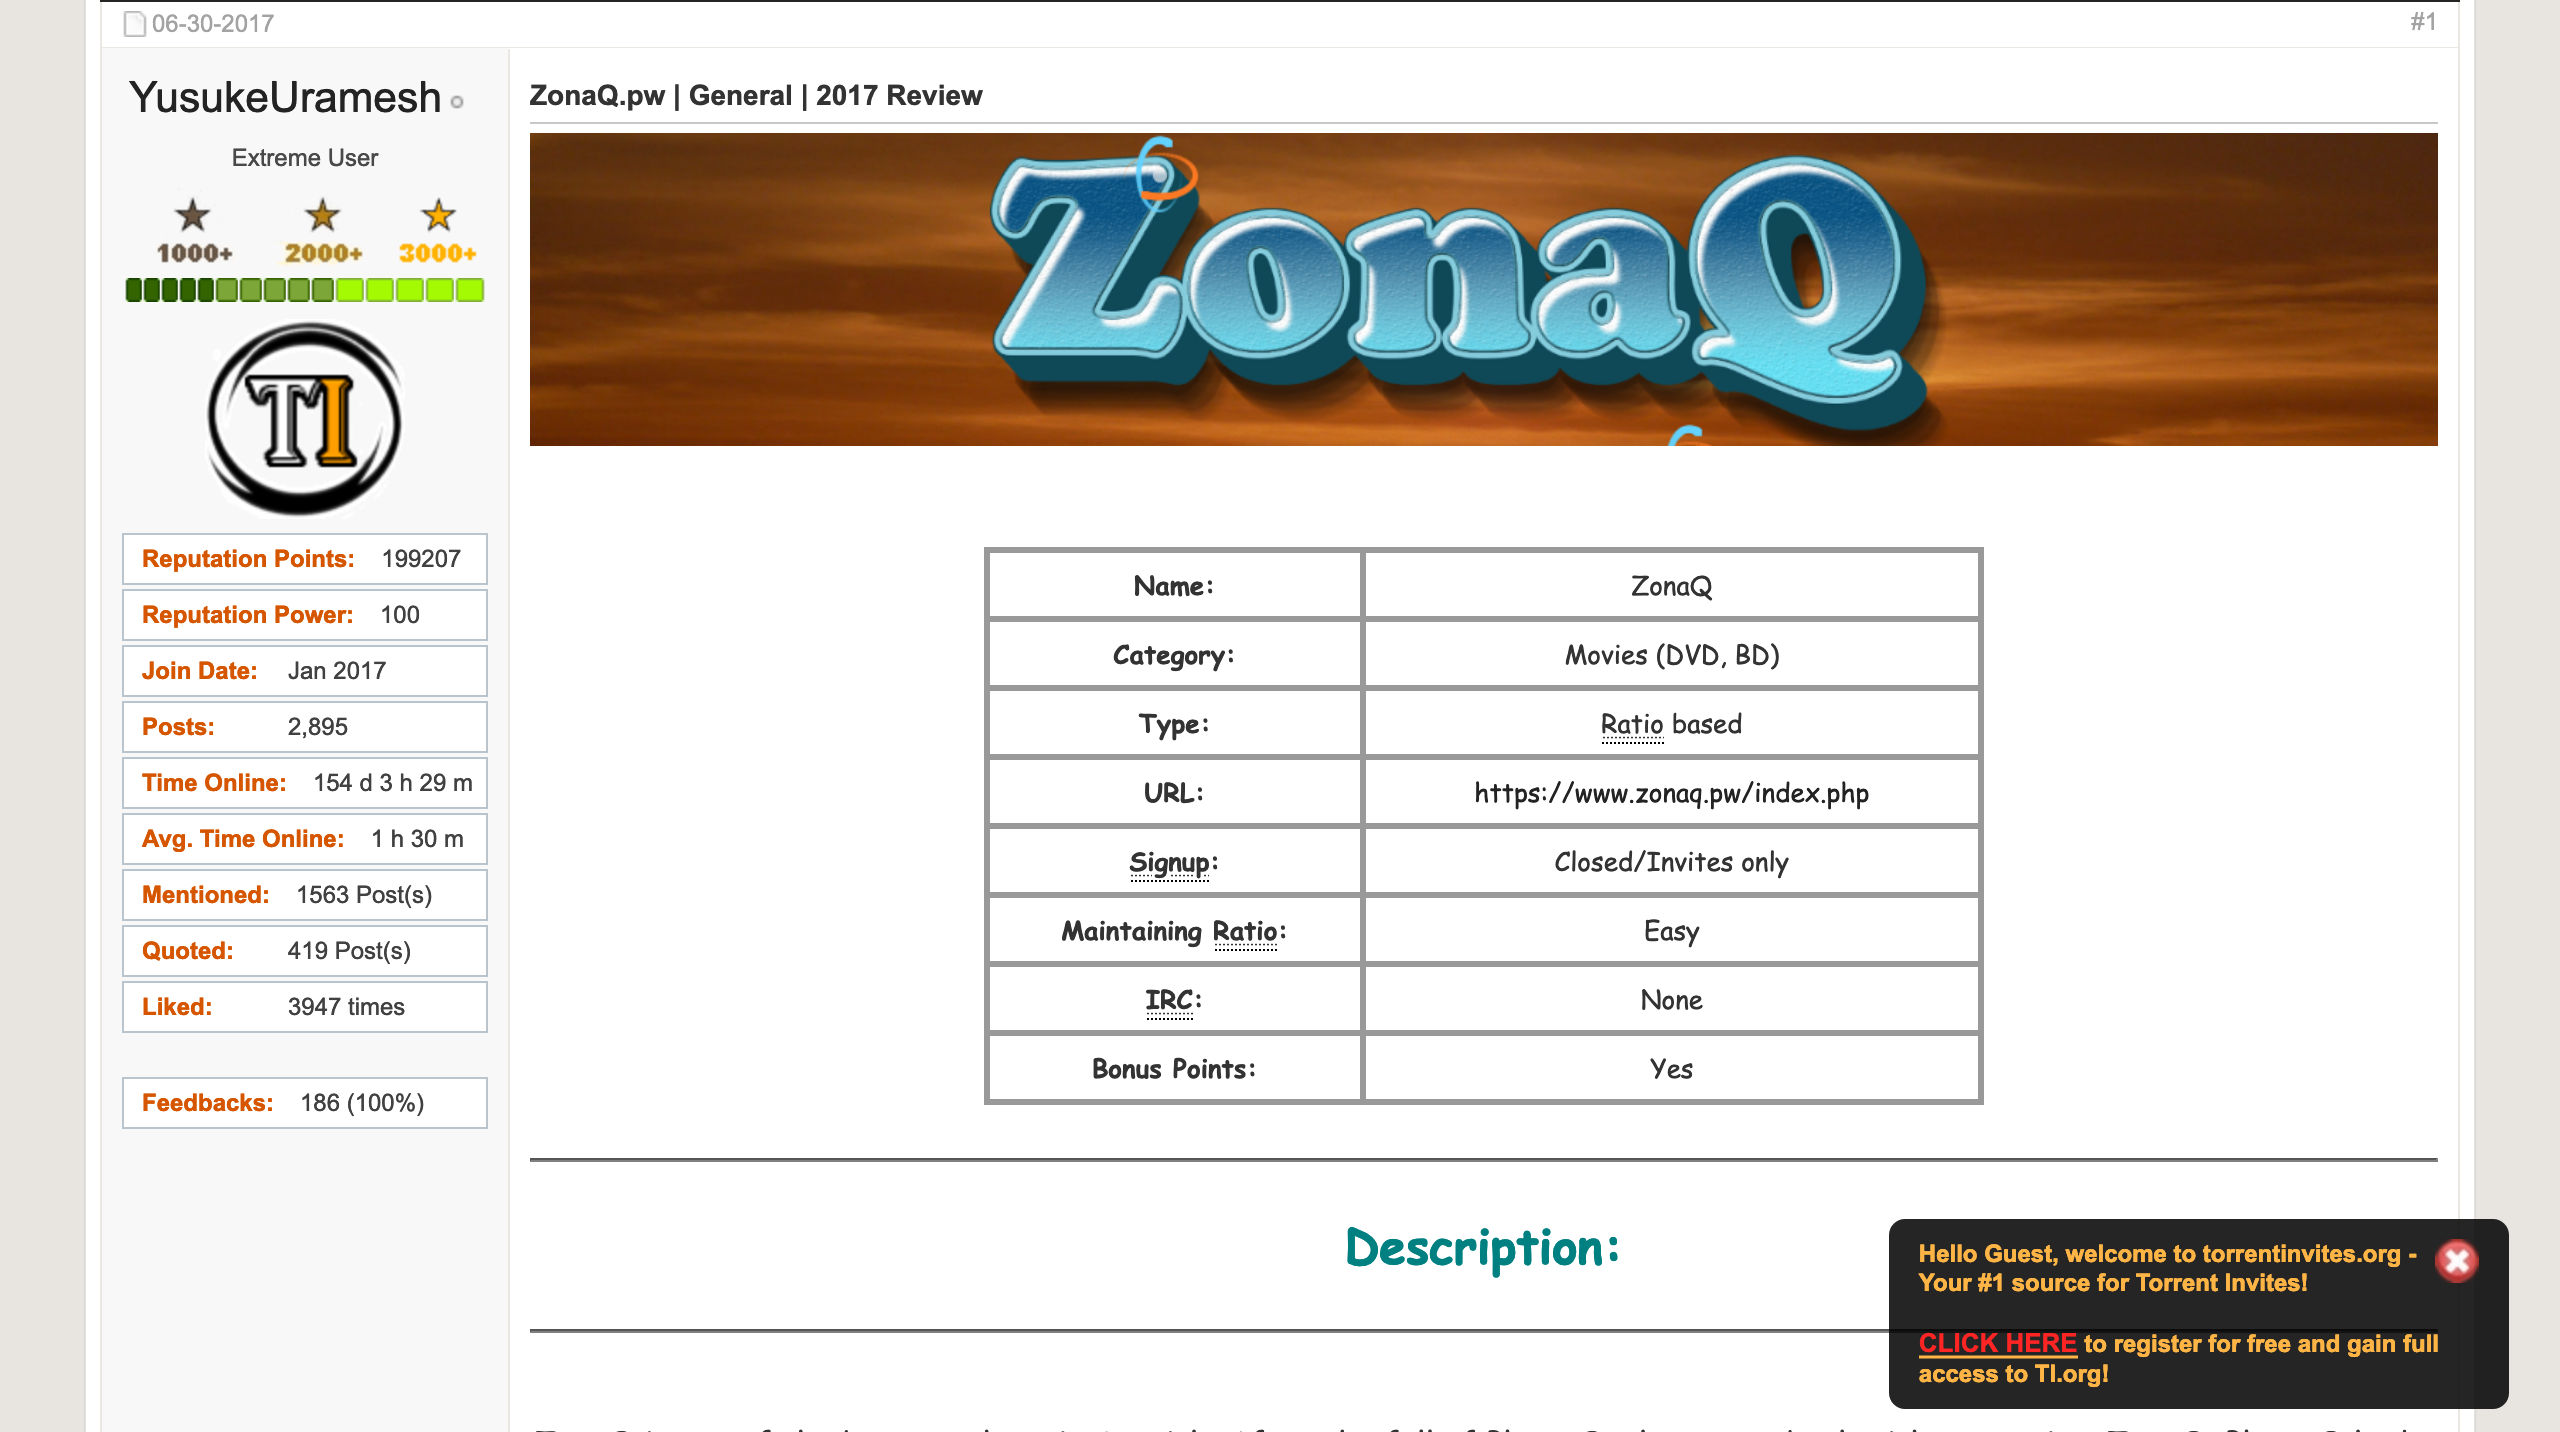 06-30-2017
#1
YusukeUramesh
Extreme User
1000+ 2000+ 3000+
TI
Reputation Points: 199207
Reputation Power: 100
Join Date: Jan 2017
Posts: 2,895
Time Online: 154 d 3 h 29 m
Avg. Time Online: 1 h 30 m
Mentioned: 1563 Post(s)
Quoted: 419 Post(s)
Liked: 3947 times
Feedbacks: 186 (100%)
ZonaQ.pw | General | 2017 Review
ZonaQ
Name: ZonaQ
Category: Movies (DVD, BD)
Type: Ratio based
URL: https://www.zonaq.pw/index.php
Signup: Closed/Invites only
Maintaining Ratio: Easy
IRC: None
Bonus Points: Yes
Description:
Hello Guest, welcome to torrentinvites.org -
Your #1 source for Torrent Invites!
CLICK HERE to register for free and gain full
access to TI.org!